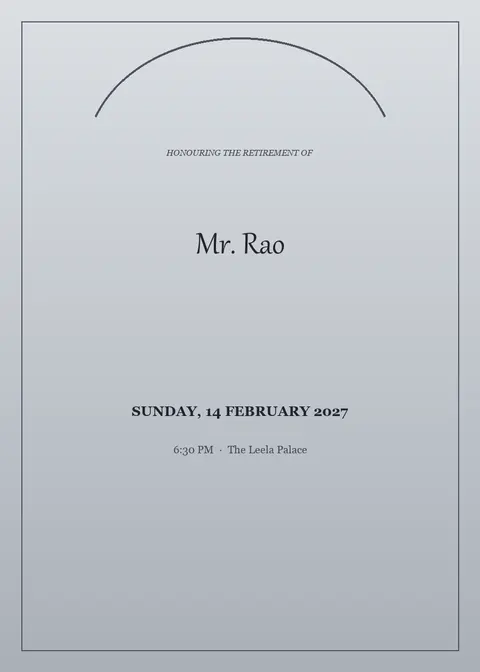 HONOURING THE RETIREMENT OF
Mr. Rao
SUNDAY, 14 FEBRUARY 2027
6:30 PM · The Leela Palace